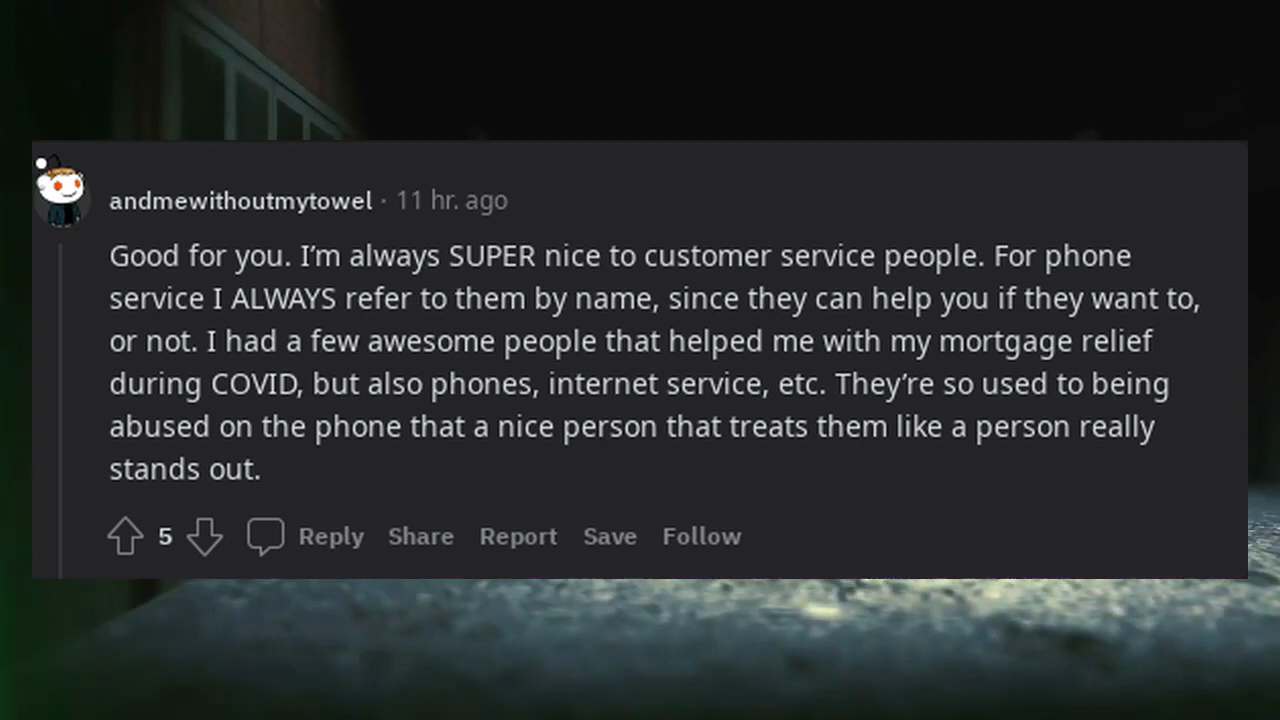 andmewithoutmytowel · 11 hr. ago
Good for you. I’m always SUPER nice to customer service people. For phone
service I ALWAYS refer to them by name, since they can help you if they want to,
or not. I had a few awesome people that helped me with my mortgage relief
during COVID, but also phones, internet service, etc. They’re so used to being
abused on the phone that a nice person that treats them like a person really
stands out.
5 Reply Share Report Save Follow